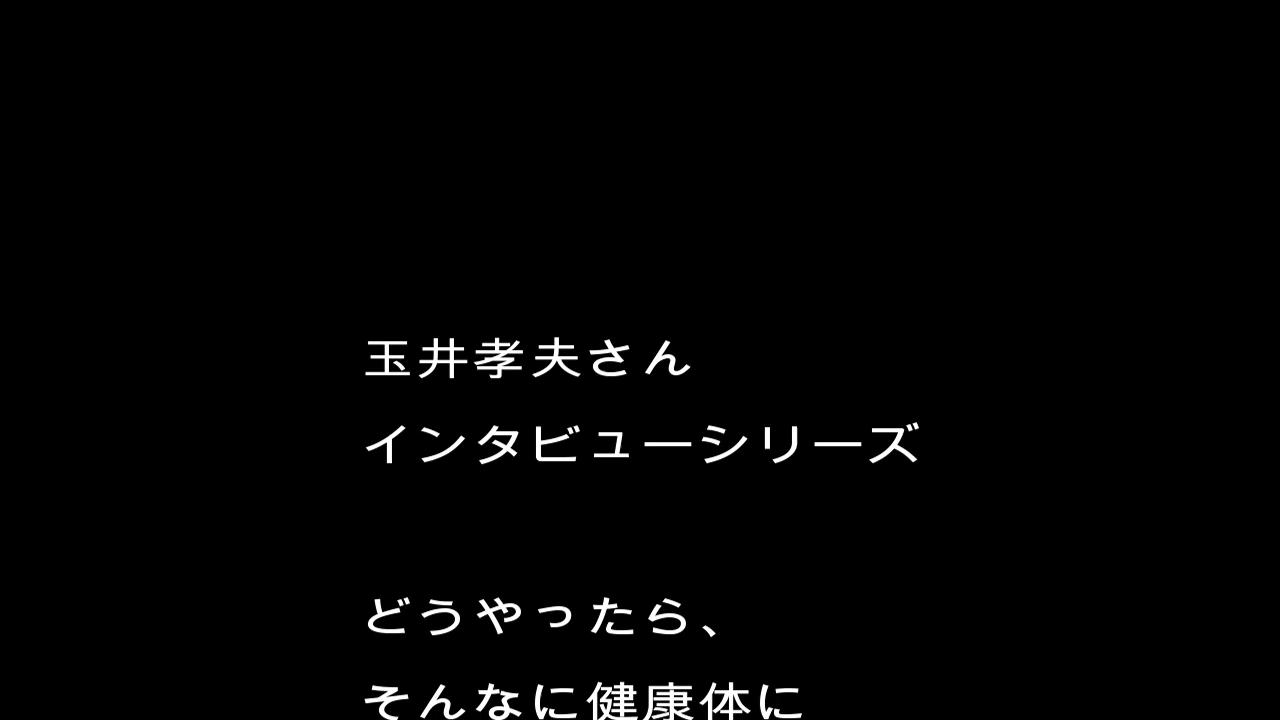 玉井孝夫さん
インタビューシリーズ
どうやったら、
そんなに健康体に